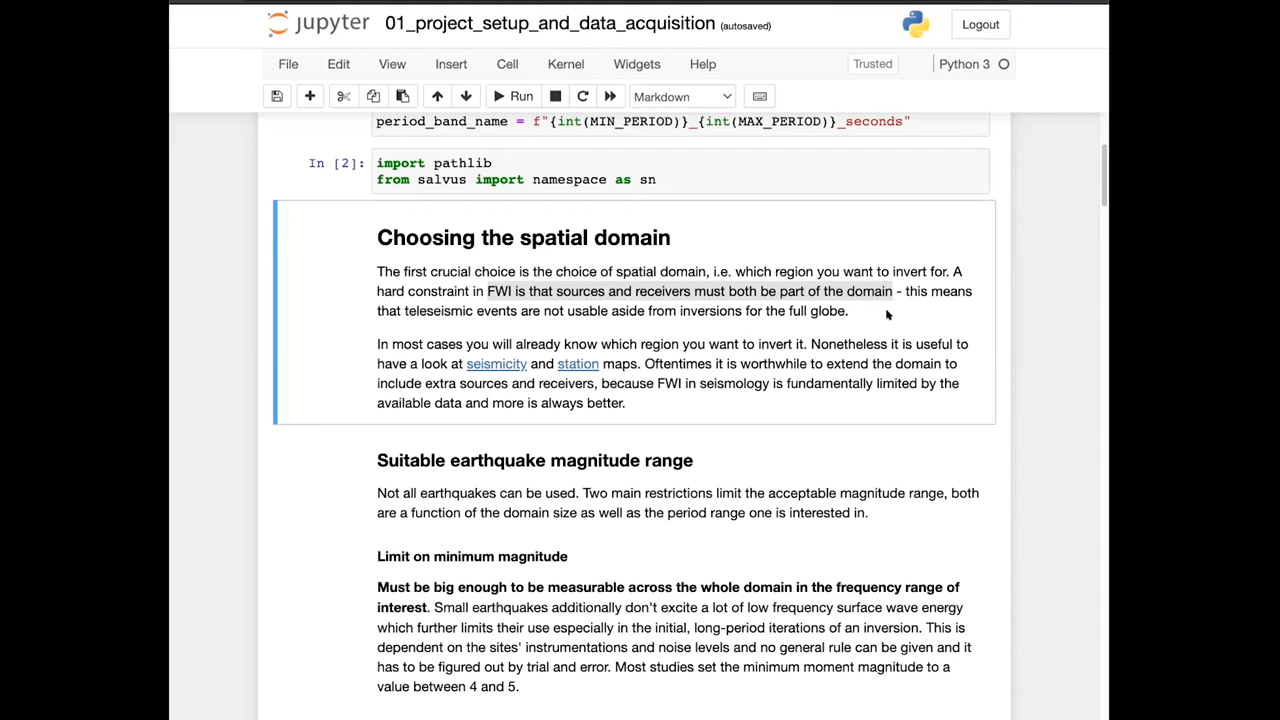 jupyter 01_project_setup_and_data_acquisition (autosaved) Logout
File Edit View Insert Cell Kernel Widgets Help Trusted Python 3
Run Markdown
period_band_name = f"{int(MIN_PERIOD)}_{int(MAX_PERIOD)}_seconds"
In [2]: import pathlib
from salvus import namespace as sn
Choosing the spatial domain
The first crucial choice is the choice of spatial domain, i.e. which region you want to invert for. A
hard constraint in FWI is that sources and receivers must both be part of the domain - this means
that teleseismic events are not usable aside from inversions for the full globe.
In most cases you will already know which region you want to invert it. Nonetheless it is useful to
have a look at seismicity and station maps. Oftentimes it is worthwhile to extend the domain to
include extra sources and receivers, because FWI in seismology is fundamentally limited by the
available data and more is always better.
Suitable earthquake magnitude range
Not all earthquakes can be used. Two main restrictions limit the acceptable magnitude range, both
are a function of the domain size as well as the period range one is interested in.
Limit on minimum magnitude
Must be big enough to be measurable across the whole domain in the frequency range of
interest. Small earthquakes additionally don't excite a lot of low frequency surface wave energy
which further limits their use especially in the initial, long-period iterations of an inversion. This is
dependent on the sites' instrumentations and noise levels and no general rule can be given and it
has to be figured out by trial and error. Most studies set the minimum moment magnitude to a
value between 4 and 5.